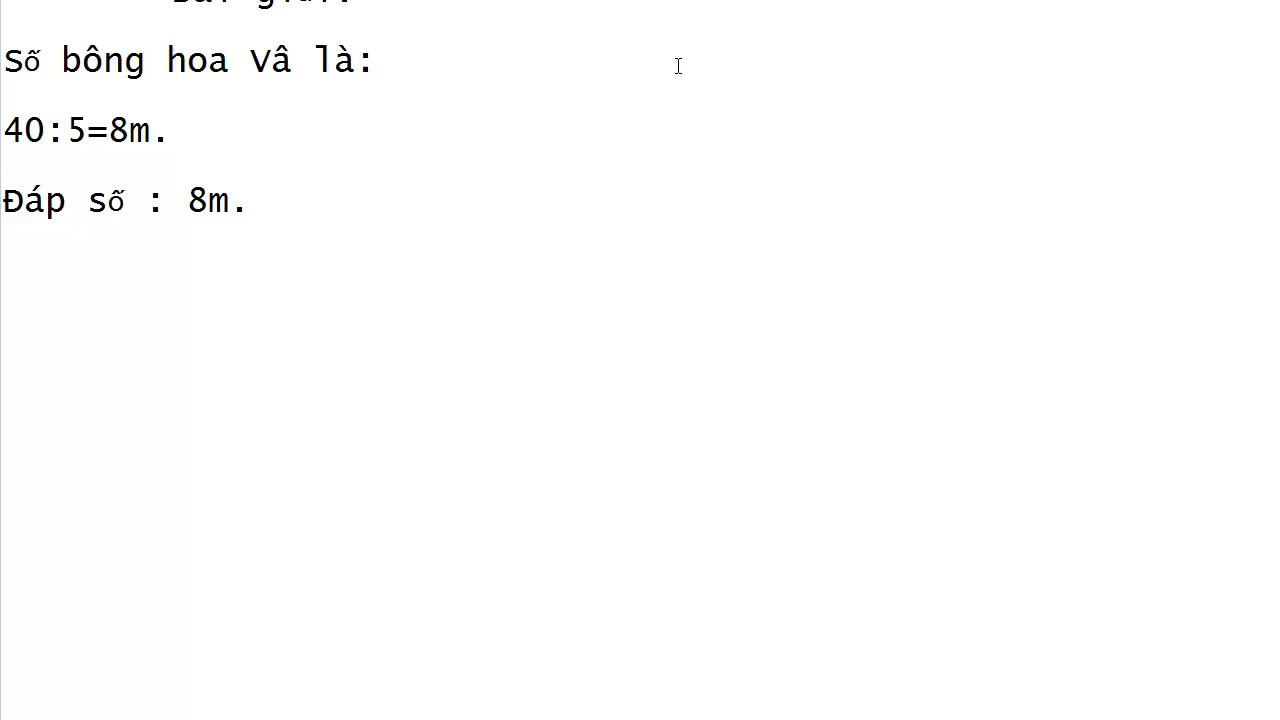 Số bông hoa Vâ là:
40:5=8m.
Đáp số : 8m.